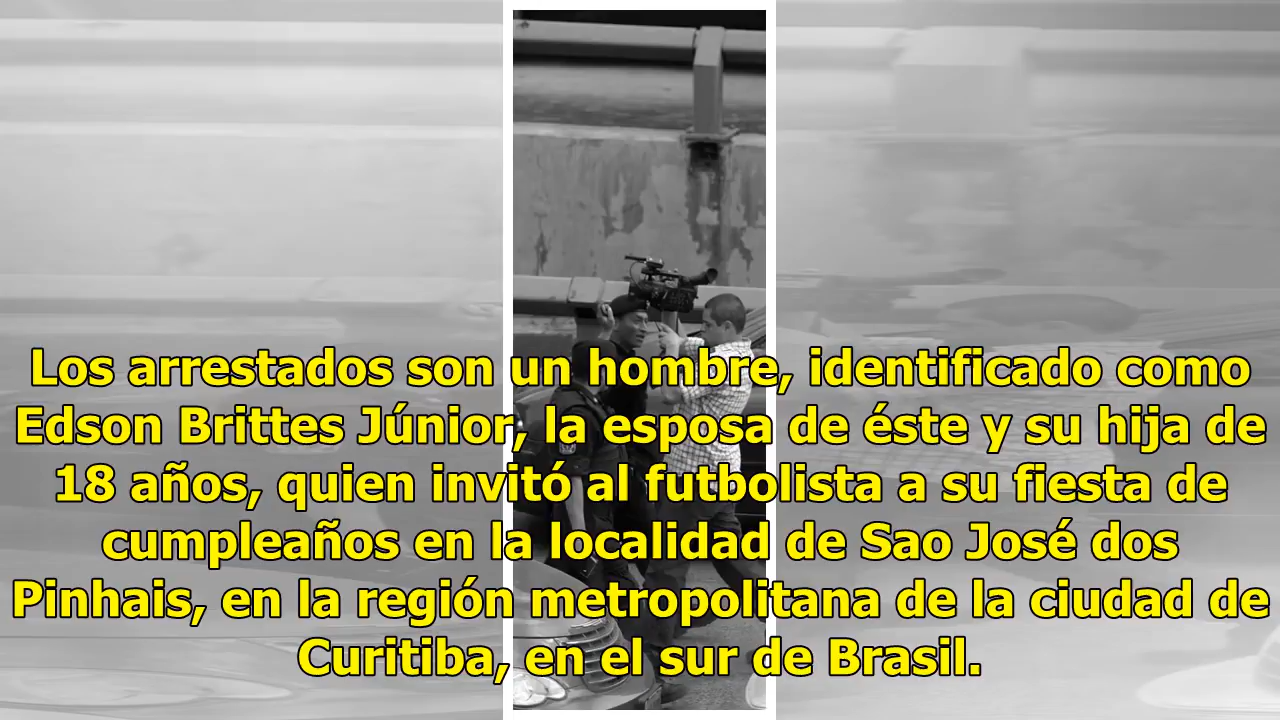 Los arrestados son un hombre, identificado como
Edson Brittes Júnior, la esposa de éste y su hija de
18 años, quien invitó al futbolista a su fiesta de
cumpleaños en la localidad de Sao José dos
Pinhais, en la región metropolitana de la ciudad de
Curitiba, en el sur de Brasil.